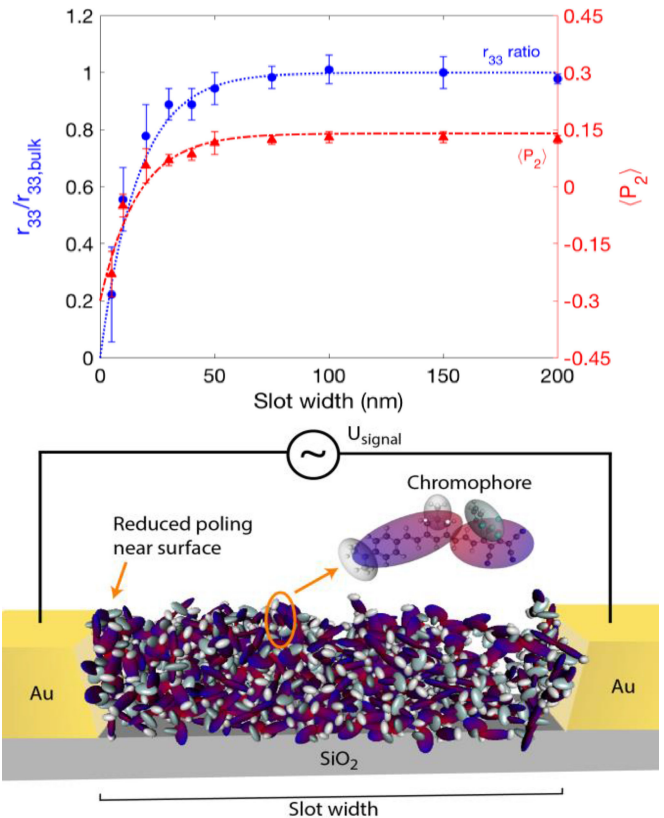 1.2
1
0.8
0.6
0.4
0.2
0
r33/r33,bulk
0.45
0.3
0.15
0
-0.15
-0.3
-0.45
⟨P2⟩
r33 ratio
⟨P2⟩
0 50 100 150 200
Slot width (nm)
Usignal
~
Chromophore
Reduced poling
near surface
Au
Au
SiO2
Slot width